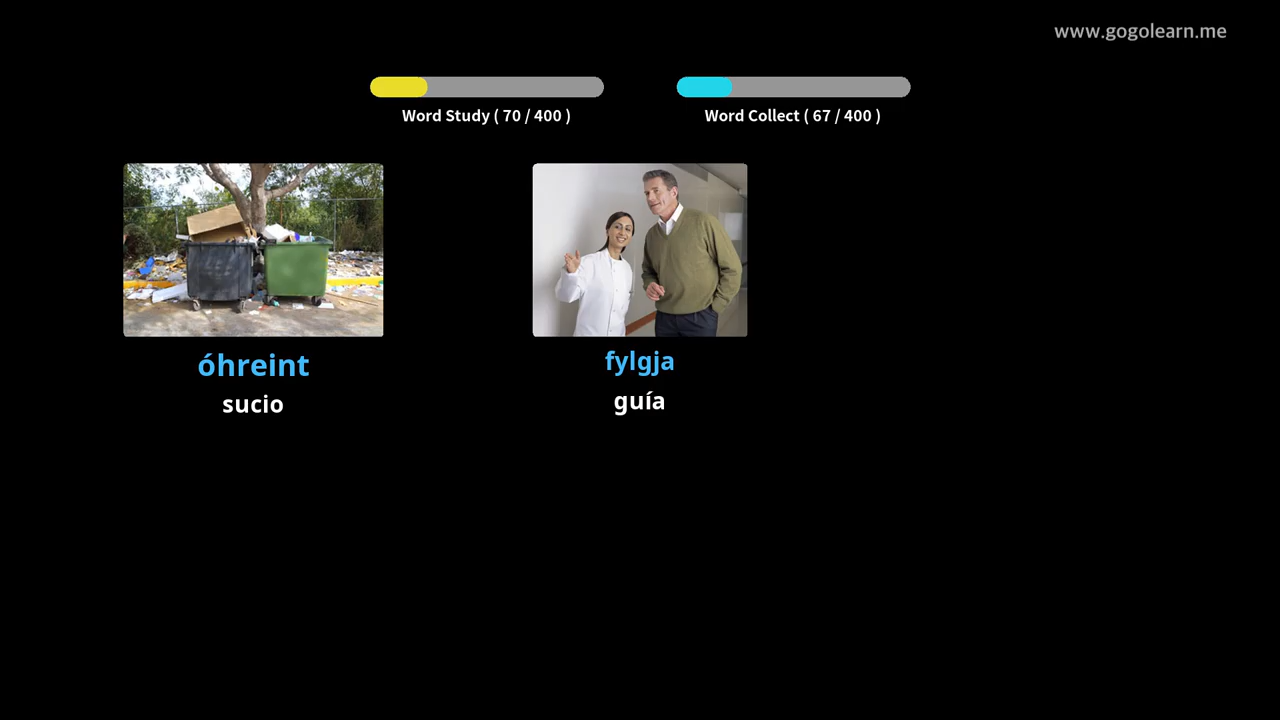 www.gogolearn.me
Word Study ( 70 / 400 )
Word Collect ( 67 / 400 )
óhreint
sucio
fylgja
guía